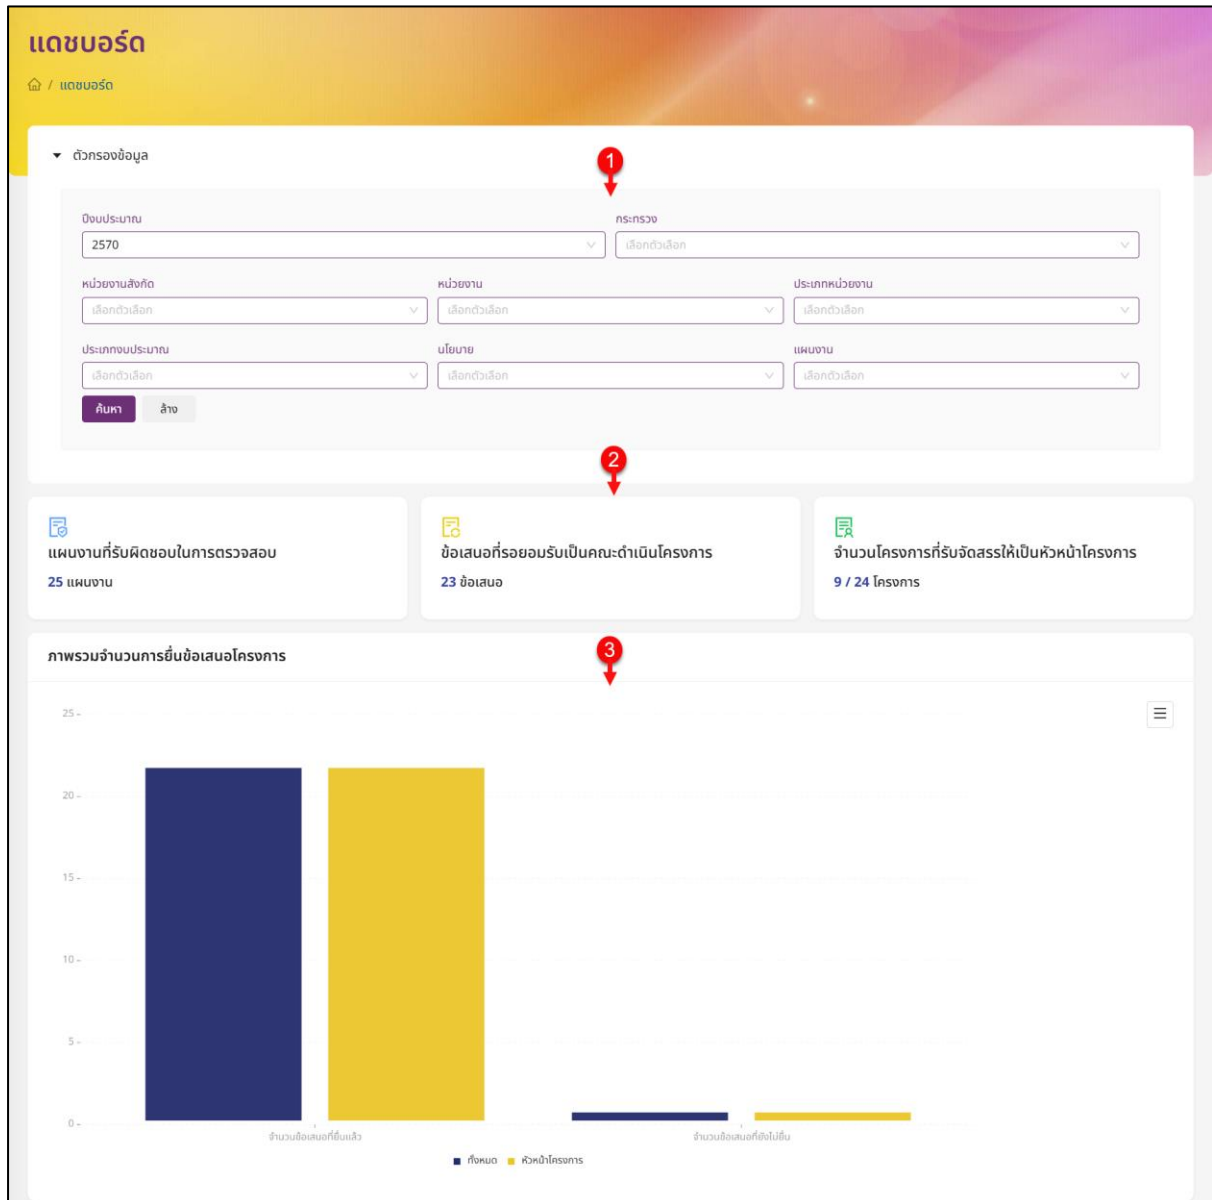 แดชบอร์ด
/ แดชบอร์ด
ตัวกรองข้อมูล
1
ปีงบประมาณ กระทรวง
2570 เลือกตัวเลือก
หน่วยงานสังกัด หน่วยงาน ประเภทหน่วยงาน
เลือกตัวเลือก เลือกตัวเลือก เลือกตัวเลือก
ประเภทงบประมาณ นโยบาย แผนงาน
เลือกตัวเลือก เลือกตัวเลือก เลือกตัวเลือก
ค้นหา ล้าง
2
แผนงานที่รับผิดชอบในการตรวจสอบ ข้อเสนอที่รอยอมรับเป็นคณะดำเนินโครงการ จำนวนโครงการที่รับจัดสรรให้เป็นหัวหน้าโครงการ
25 แผนงาน 23 ข้อเสนอ 9 / 24 โครงการ
ภาพรวมจำนวนการยื่นข้อเสนอโครงการ
3
25
20
15
10
5
0
จำนวนข้อเสนอที่ยื่นแล้ว จำนวนข้อเสนอที่ยังไม่ยื่น
ทั้งหมด หัวหน้าโครงการ